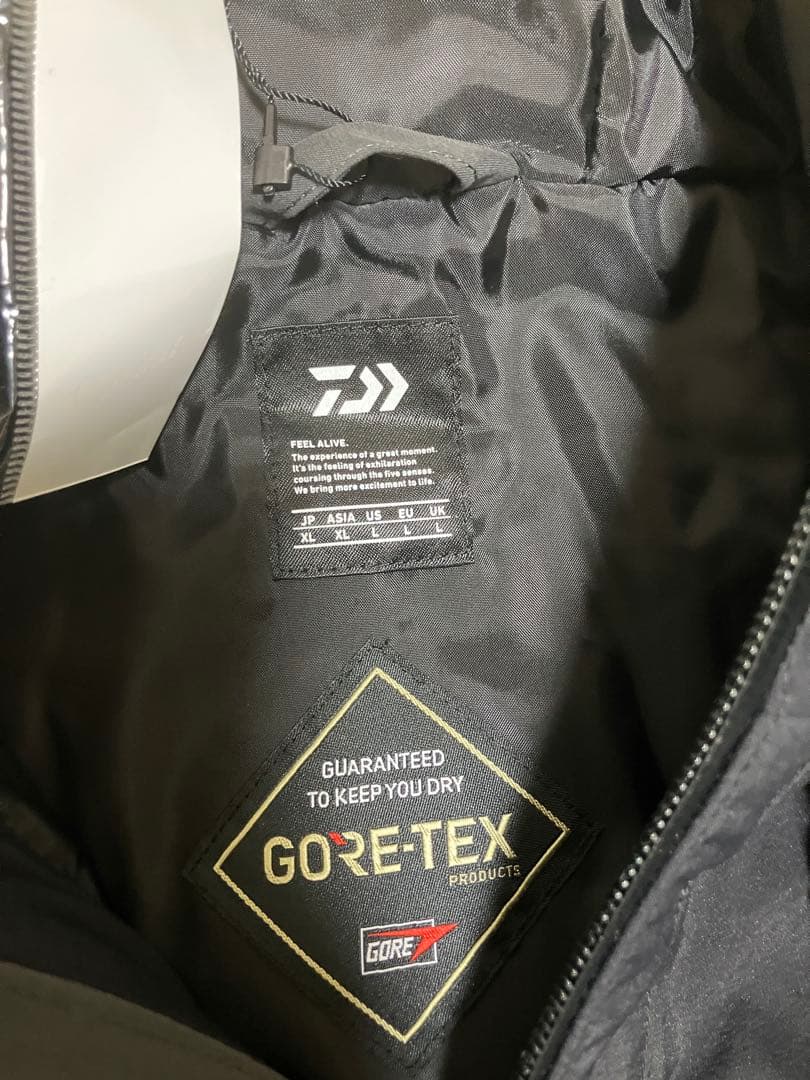 FEEL ALIVE.
The experience of a great moment.
It's the feeling of exhilaration
coursing through the five senses.
We bring more excitement to life.
JP ASIA US EU UK
XL XL L L L
GUARANTEED
TO KEEP YOU DRY
GORE-TEX
PRODUCTS
GORE